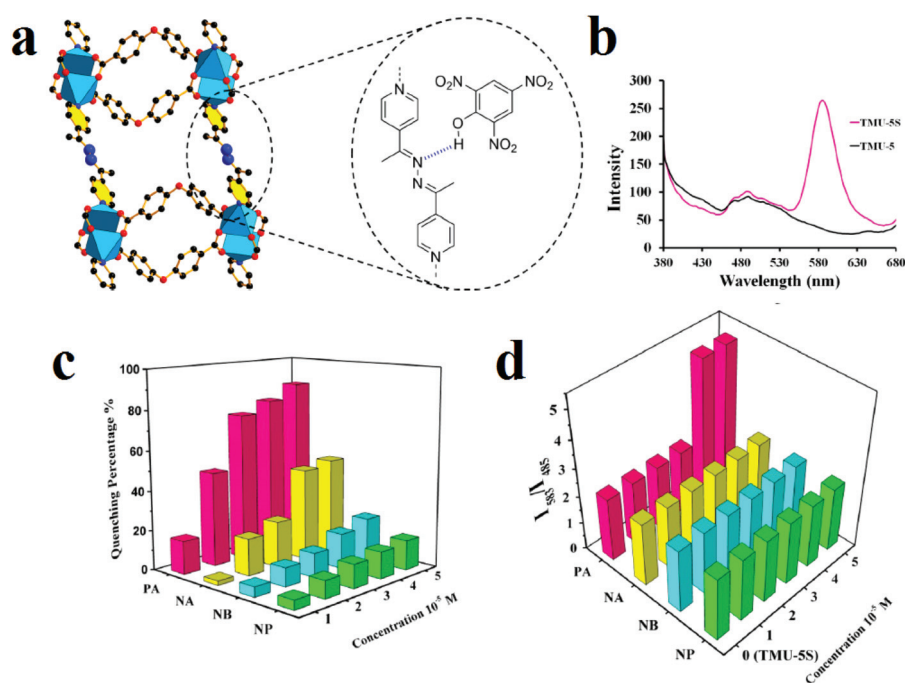 a
N
O
H
NO₂
NO₂
NO₂
N
N
N
b
300
250
200
150
100
50
0
Intensity
380 430 480 530 580 630 680
Wavelength (nm)
TMU-5S
TMU-5
c
100
80
60
40
20
0
Quenching Percentage %
PA
NA
NB
NP
1
2
3
4
5
Concentration 10⁻⁵ M
d
5
4
3
2
1
0
I₅₈₅/I₄₈₅
PA
NA
NB
NP
0 (TMU-5S)
1
2
3
4
5
Concentration 10⁻⁵ M